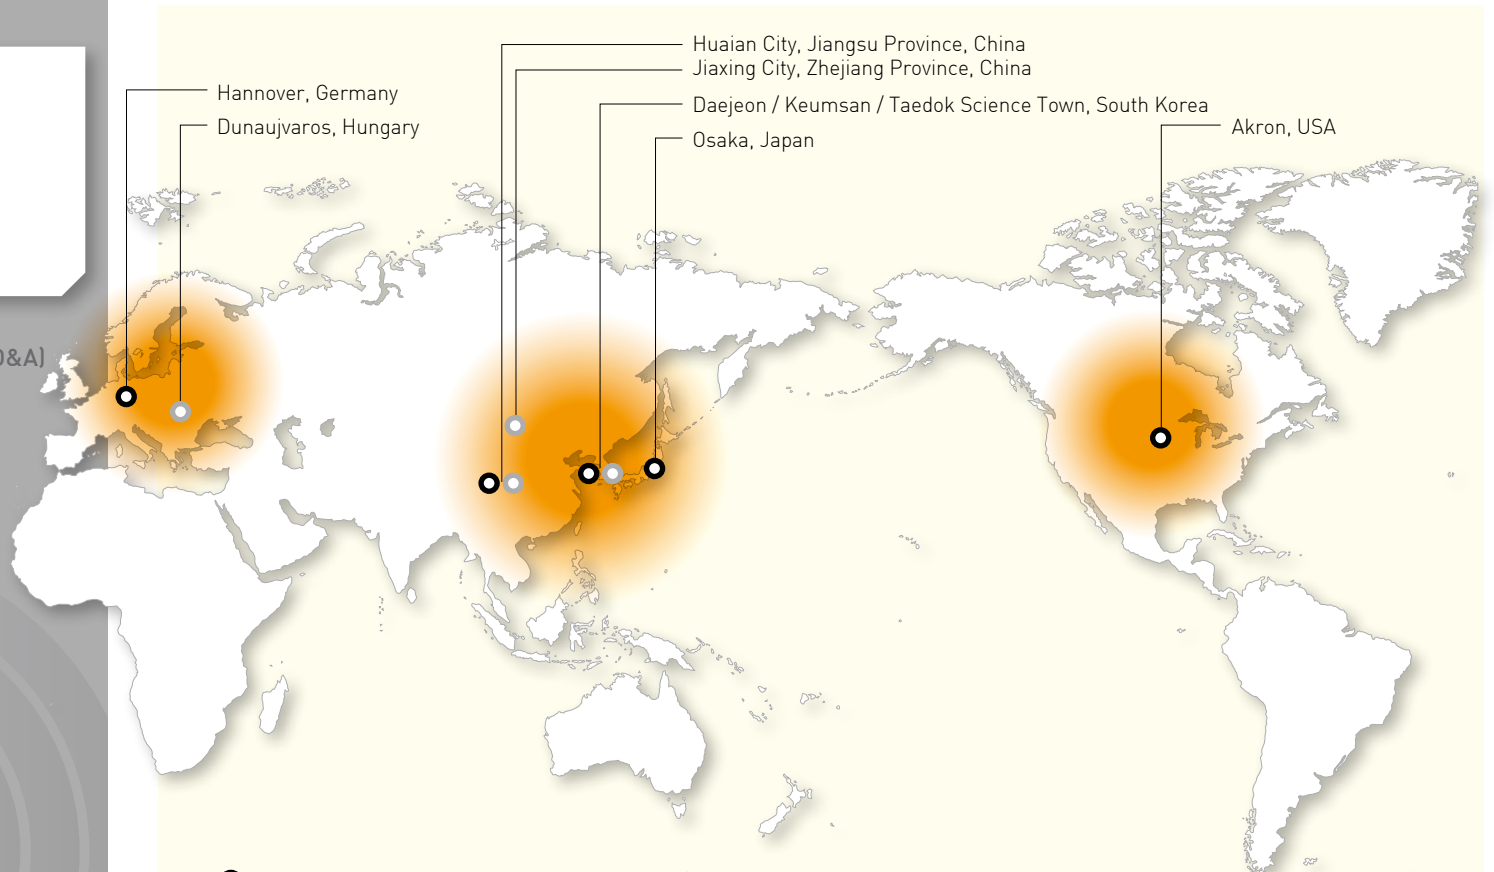 Huaian City, Jiangsu Province, China
Jiaxing City, Zhejiang Province, China
Hannover, Germany
Daejeon / Keumsan / Taedok Science Town, South Korea
Dunaujvaros, Hungary
Akron, USA
Osaka, Japan
&A)